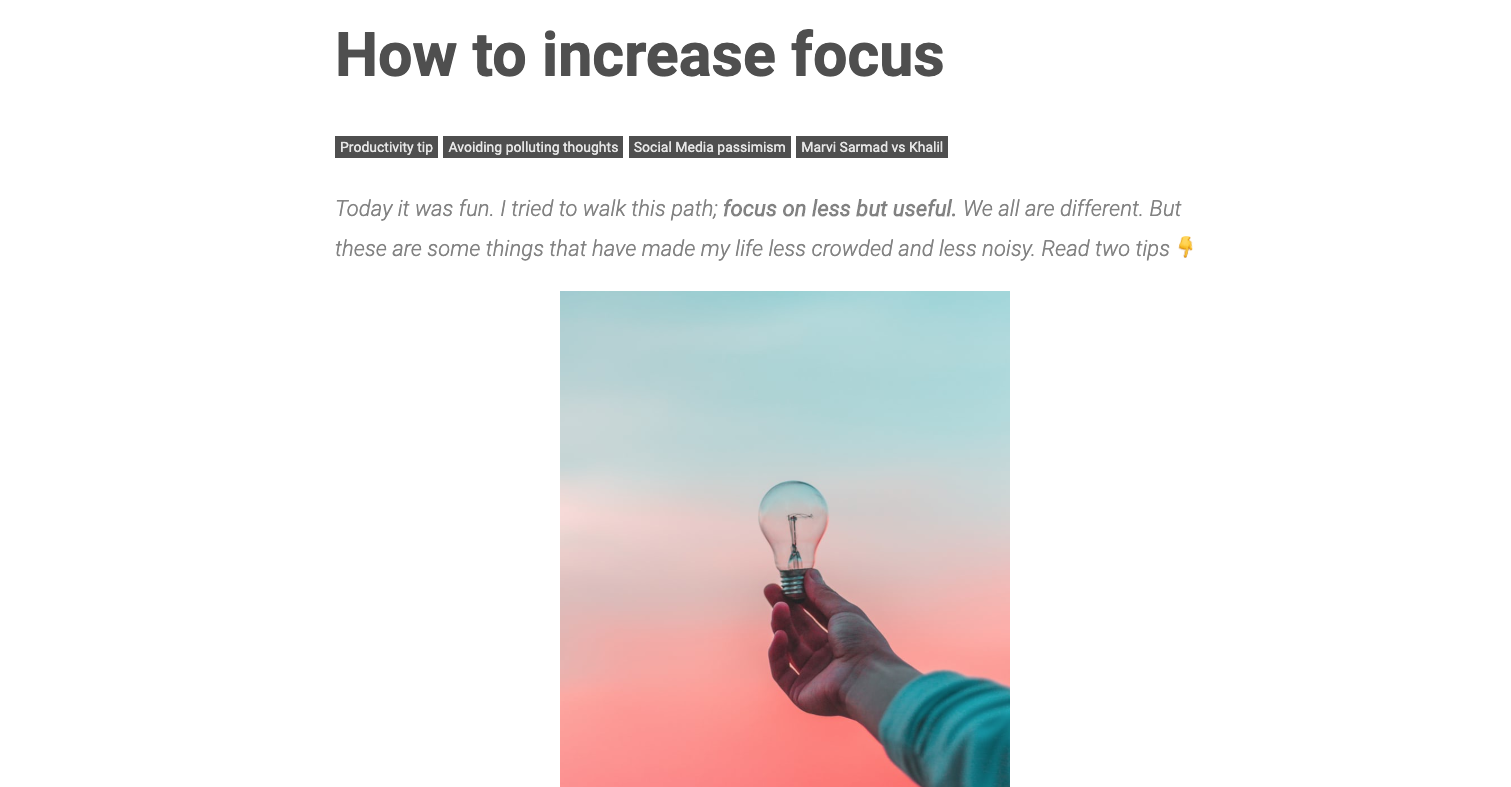 How to increase focus
Productivity tip Avoiding polluting thoughts Social Media passimism Marvi Sarmad vs Khalil
Today it was fun. I tried to walk this path; focus on less but useful. We all are different. But
these are some things that have made my life less crowded and less noisy. Read two tips 👇